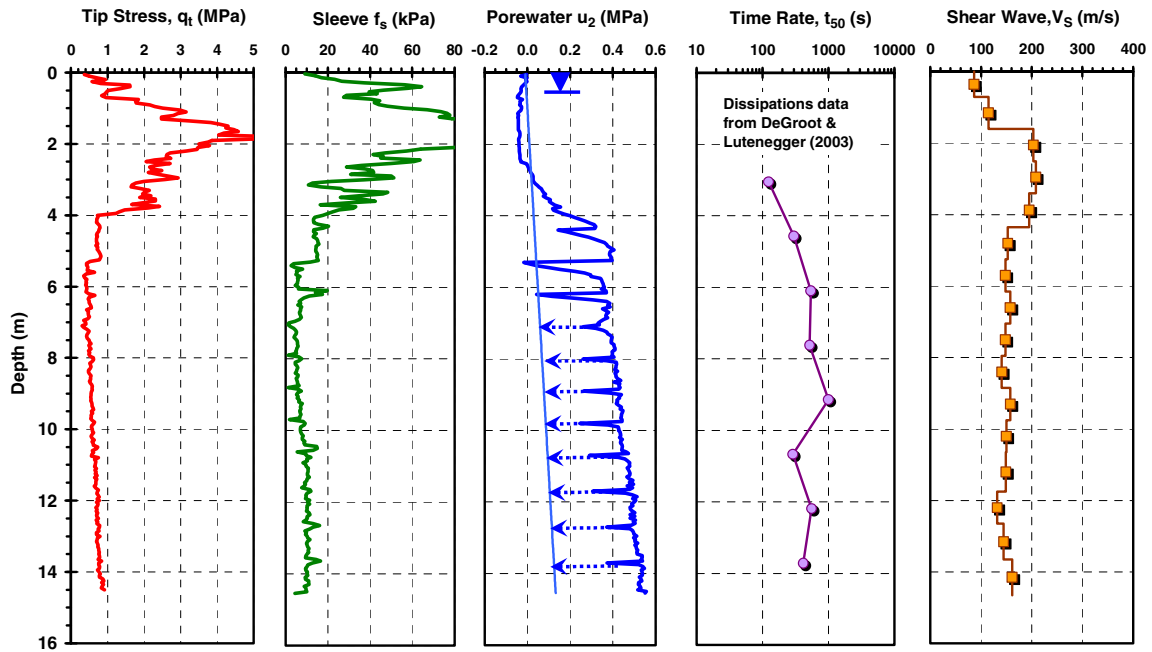 Tip Stress, qt (MPa)
Sleeve fs (kPa)
Porewater u2 (MPa)
Time Rate, t50 (s)
Shear Wave,VS (m/s)
0 1 2 3 4 5
0 20 40 60 80
-0.2 0.0 0.2 0.4 0.6
10 100 1000 10000
0 100 200 300 400
0
2
4
6
8
10
12
14
16
Depth (m)
Dissipations data
from DeGroot &
Lutenegger (2003)